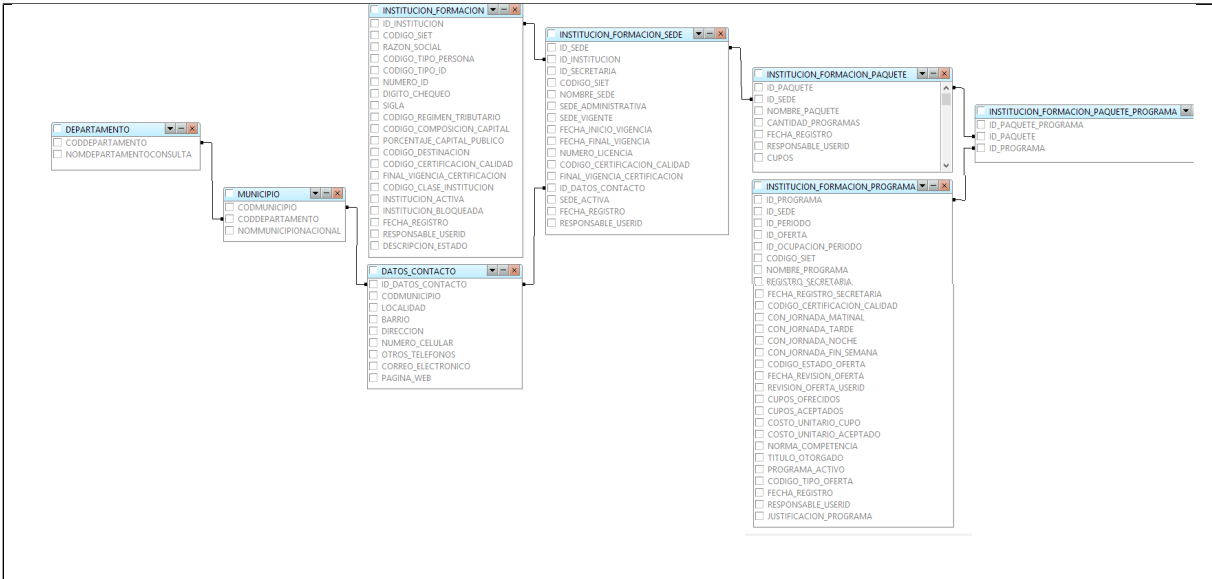 DEPARTAMENTO
CODDEPARTAMENTO
NOMDEPARTAMENTOCONSULTA
MUNICIPIO
CODMUNICIPIO
CODDEPARTAMENTO
NOMMUNICIPIONACIONAL
INSTITUCION_FORMACION
ID_INSTITUCION
CODIGO_SIET
RAZON_SOCIAL
CODIGO_TIPO_PERSONA
CODIGO_TIPO_ID
NUMERO_ID
DIGITO_CHEQUEO
SIGLA
CODIGO_REGIMEN_TRIBUTARIO
CODIGO_COMPOSICION_CAPITAL
PORCENTAJE_CAPITAL_PUBLICO
CODIGO_DESTINACION
CODIGO_CERTIFICACION_CALIDAD
FINAL_VIGENCIA_CERTIFICACION
CODIGO_CLASE_INSTITUCION
INSTITUCION_ACTIVA
INSTITUCION_BLOQUEADA
FECHA_REGISTRO
RESPONSABLE_USERID
DESCRIPCION_ESTADO
DATOS_CONTACTO
ID_DATOS_CONTACTO
CODMUNICIPIO
LOCALIDAD
BARRIO
DIRECCION
NUMERO_CELULAR
OTROS_TELEFONOS
CORREO_ELECTRONICO
PAGINA_WEB
INSTITUCION_FORMACION_SEDE
ID_SEDE
ID_INSTITUCION
ID_SECRETARIA
CODIGO_SIET
NOMBRE_SEDE
SEDE_ADMINISTRATIVA
SEDE_VIGENTE
FECHA_INICIO_VIGENCIA
FECHA_FINAL_VIGENCIA
NUMERO_LICENCIA
CODIGO_CERTIFICACION_CALIDAD
FINAL_VIGENCIA_CERTIFICACION
ID_DATOS_CONTACTO
SEDE_ACTIVA
FECHA_REGISTRO
RESPONSABLE_USERID
INSTITUCION_FORMACION_PAQUETE
ID_PAQUETE
ID_SEDE
NOMBRE_PAQUETE
CANTIDAD_PROGRAMAS
FECHA_REGISTRO
RESPONSABLE_USERID
CUPOS
INSTITUCION_FORMACION_PROGRAMA
ID_PROGRAMA
ID_SEDE
ID_PERIODO
ID_OFERTA
ID_OCUPACION_PERIODO
CODIGO_SIET
NOMBRE_PROGRAMA
REGISTRO_SECRETARIA
FECHA_REGISTRO_SECRETARIA
CODIGO_CERTIFICACION_CALIDAD
CON_JORNADA_MATINAL
CON_JORNADA_TARDE
CON_JORNADA_NOCHE
CON_JORNADA_FIN_SEMANA
CODIGO_ESTADO_OFERTA
FECHA_REVISION_OFERTA
REVISION_OFERTA_USERID
CUPOS_OFRECIDOS
CUPOS_ACEPTADOS
COSTO_UNITARIO_CUPO
COSTO_UNITARIO_ACEPTADO
NORMA_COMPETENCIA
TITULO_OTORGADO
PROGRAMA_ACTIVO
CODIGO_TIPO_OFERTA
FECHA_REGISTRO
RESPONSABLE_USERID
JUSTIFICACION_PROGRAMA
INSTITUCION_FORMACION_PAQUETE_PROGRAMA
ID_PAQUETE_PROGRAMA
ID_PAQUETE
ID_PROGRAMA